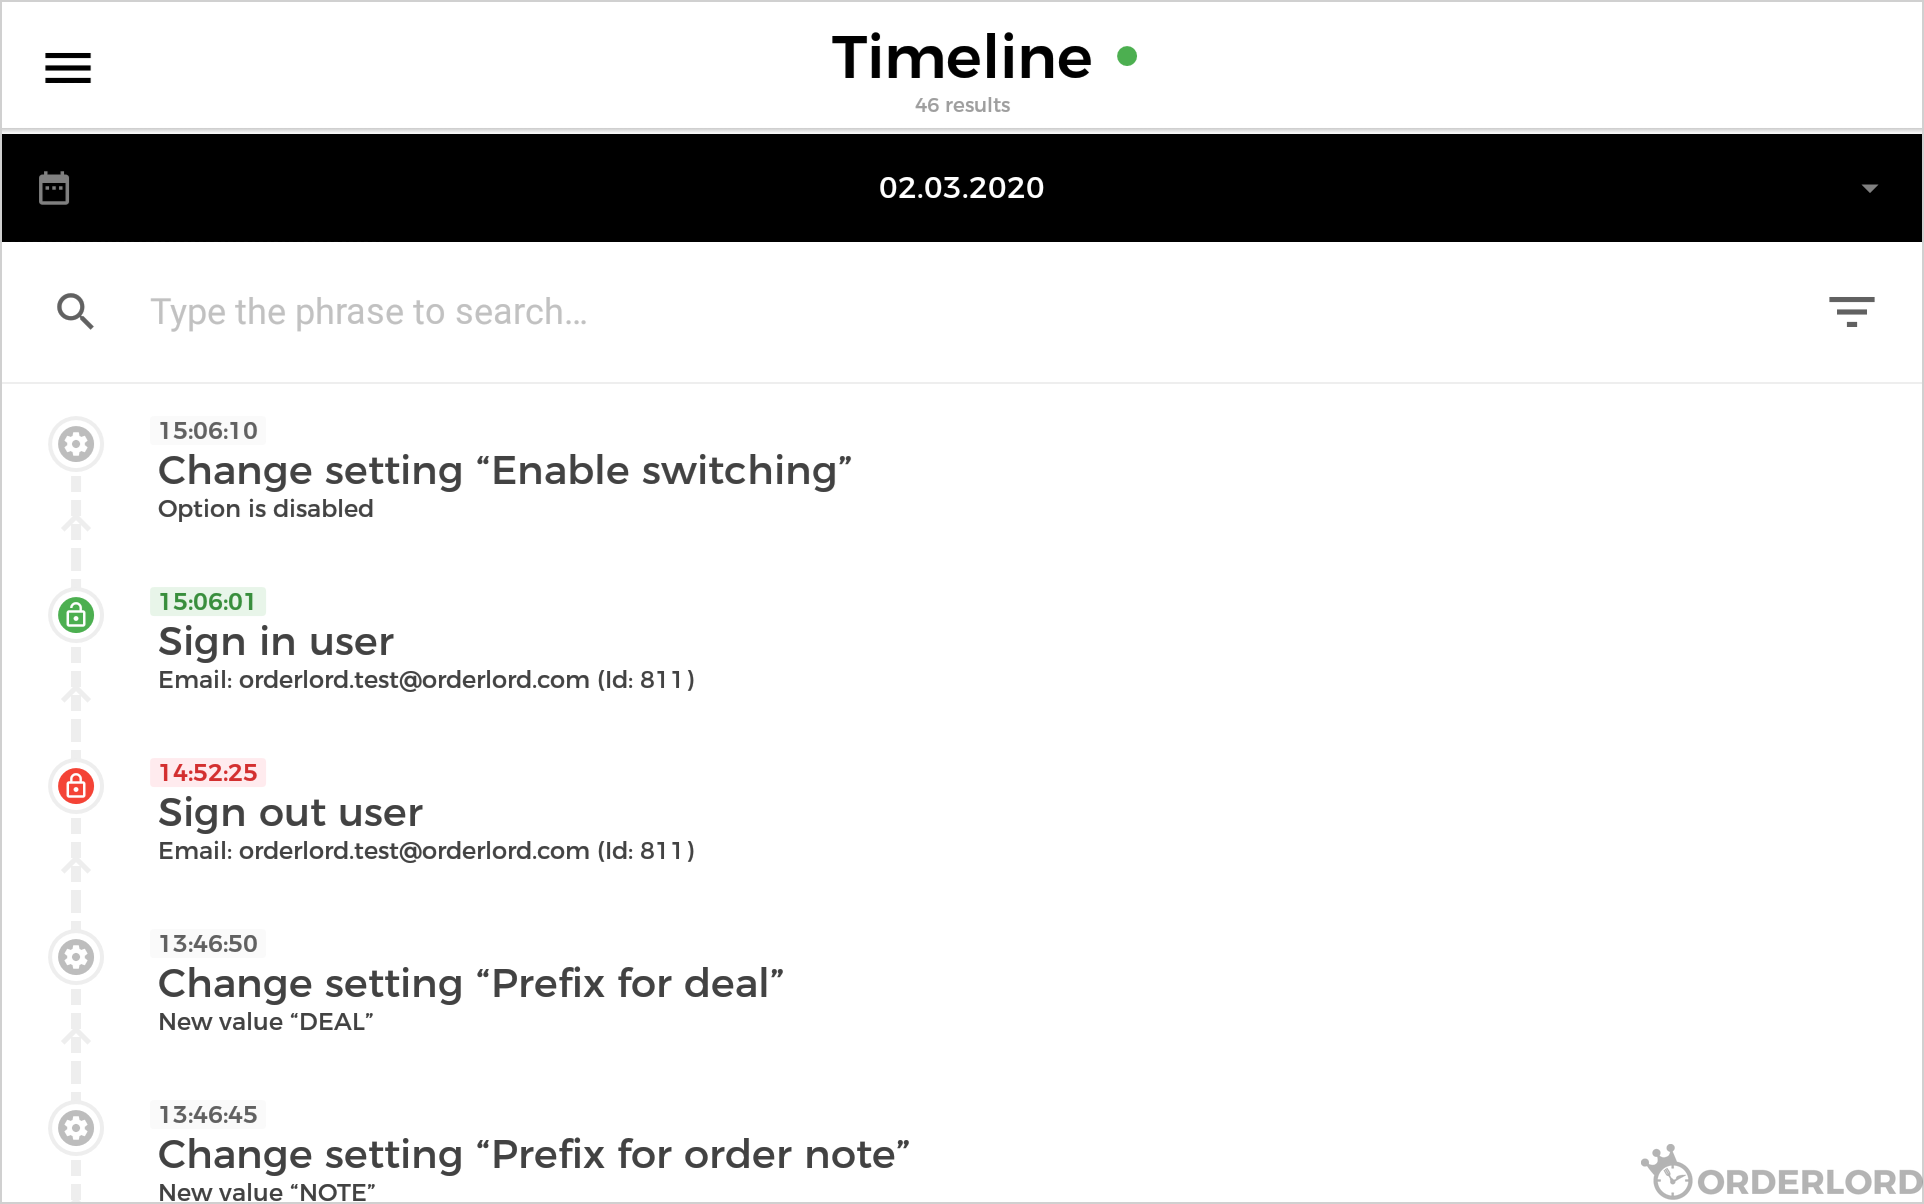 Timeline
46 results
02.03.2020
Type the phrase to search...
15:06:10
Change setting “Enable switching”
Option is disabled
15:06:01
Sign in user
Email: orderlord.test@orderlord.com (Id: 811)
14:52:25
Sign out user
Email: orderlord.test@orderlord.com (Id: 811)
13:46:50
Change setting “Prefix for deal”
New value “DEAL”
13:46:45
Change setting “Prefix for order note”
New value “NOTE”
ORDERLORD